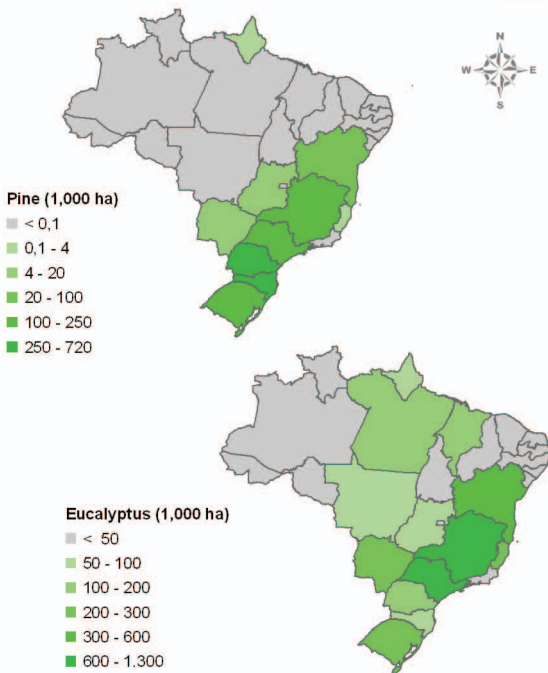 N
W E
S
Pine (1,000 ha)
< 0,1
0,1 - 4
4 - 20
20 - 100
100 - 250
250 - 720
Eucalyptus (1,000 ha)
< 50
50 - 100
100 - 200
200 - 300
300 - 600
600 - 1.300